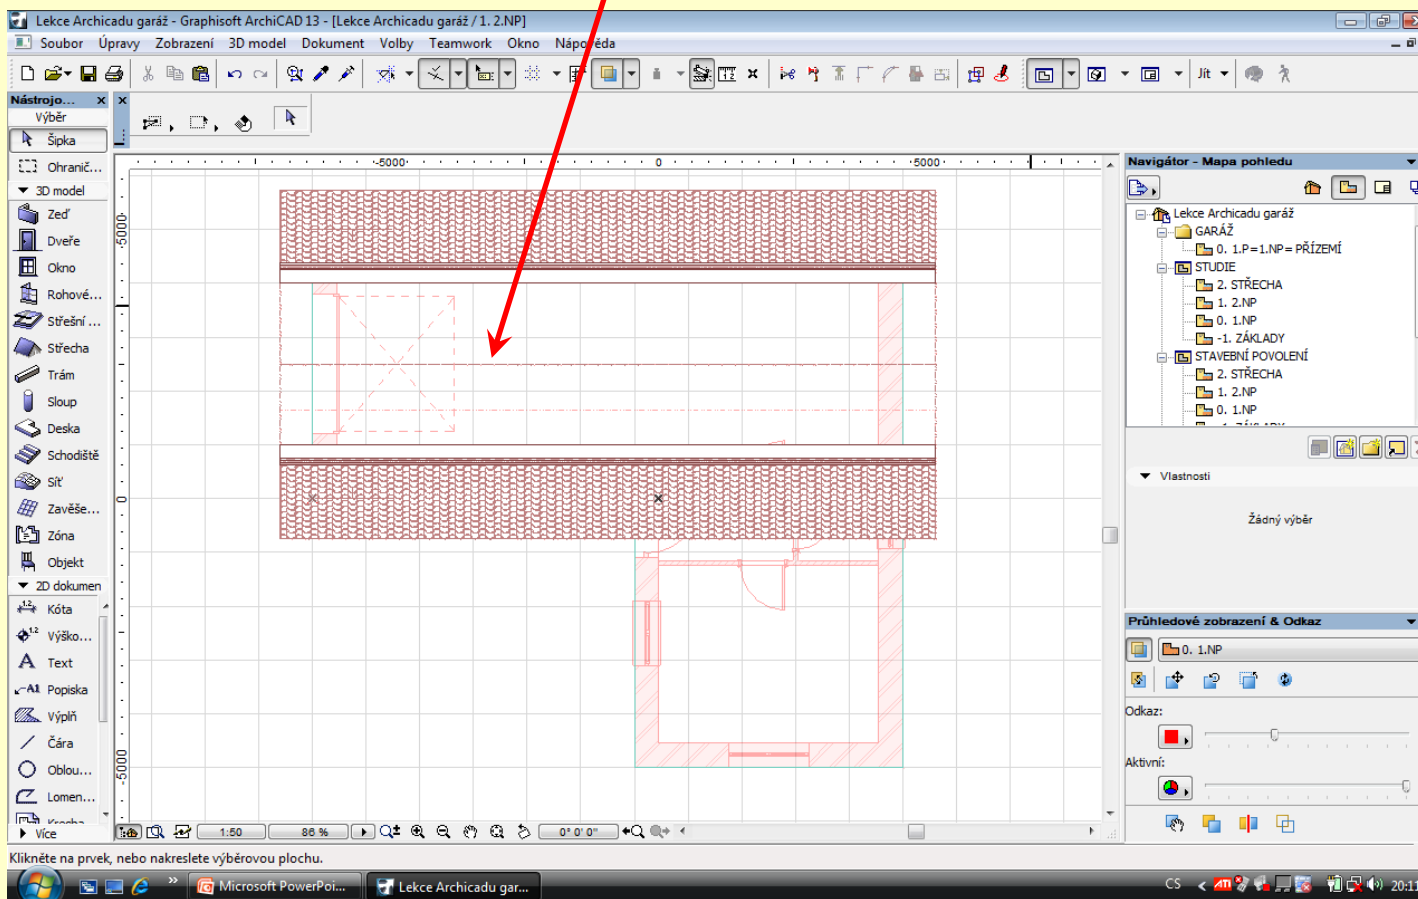 Lekce Archicadu garáž - Graphisoft ArchiCAD 13 - [Lekce Archicadu garáž / 1. 2.NP]
Soubor Úpravy Zobrazení 3D model Dokument Volby Teamwork Okno Nápověda
Jít
Nástrojo...
Výběr
Šipka
Ohranič...
3D model
Zeď
Dveře
Okno
Rohové...
Střešní ...
Střecha
Trám
Sloup
Deska
Schodiště
Síť
Zavěše...
Zóna
Objekt
2D dokumen
Kóta
Výško...
Text
A1 Popiska
Výplň
Čára
Oblou...
Lomen...
Více
-5000 0 5000
5000
0
-5000
1:50 86 % 0° 0' 0"
Navigátor - Mapa pohledu
Lekce Archicadu garáž
GARÁŽ
0. 1.P=1.NP= PŘÍZEMÍ
STUDIE
2. STŘECHA
1. 2.NP
0. 1.NP
-1. ZÁKLADY
STAVEBNÍ POVOLENÍ
2. STŘECHA
1. 2.NP
0. 1.NP
Vlastnosti
Žádný výběr
Průhledové zobrazení & Odkaz
0. 1.NP
Odkaz:
Aktivní:
Klikněte na prvek, nebo nakreslete výběrovou plochu.
Microsoft PowerPoi... Lekce Archicadu gar... CS ATI 20:11